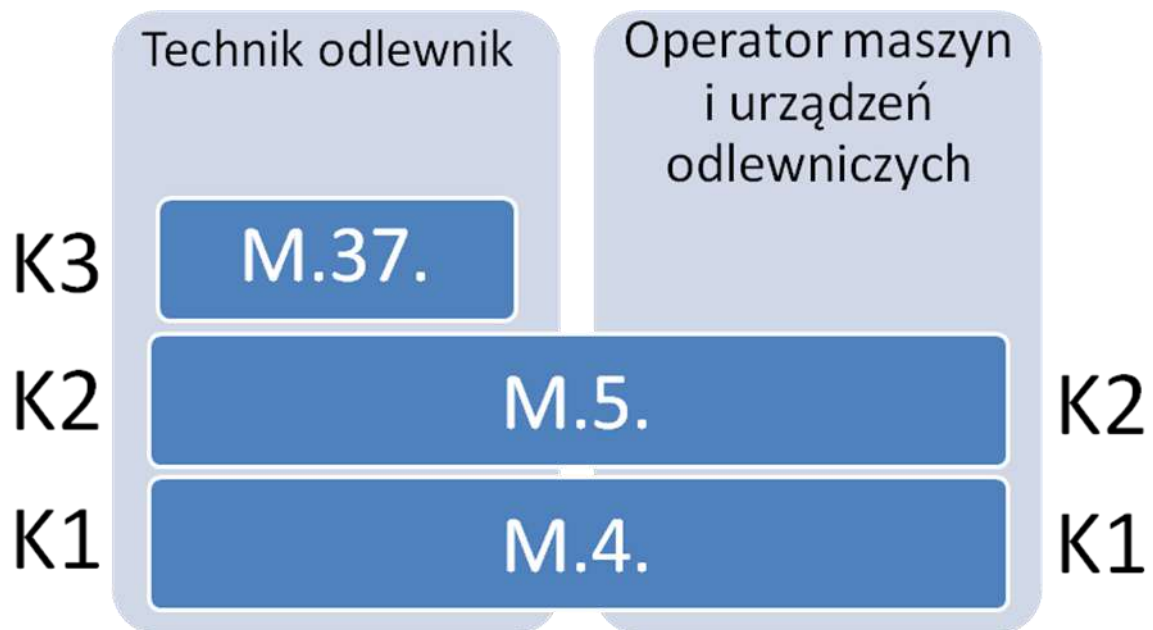 Technik odlewnik
Operator maszyn
i urządzeń
odlewniczych
K3
M.37.
K2
M.5.
K2
K1
M.4.
K1